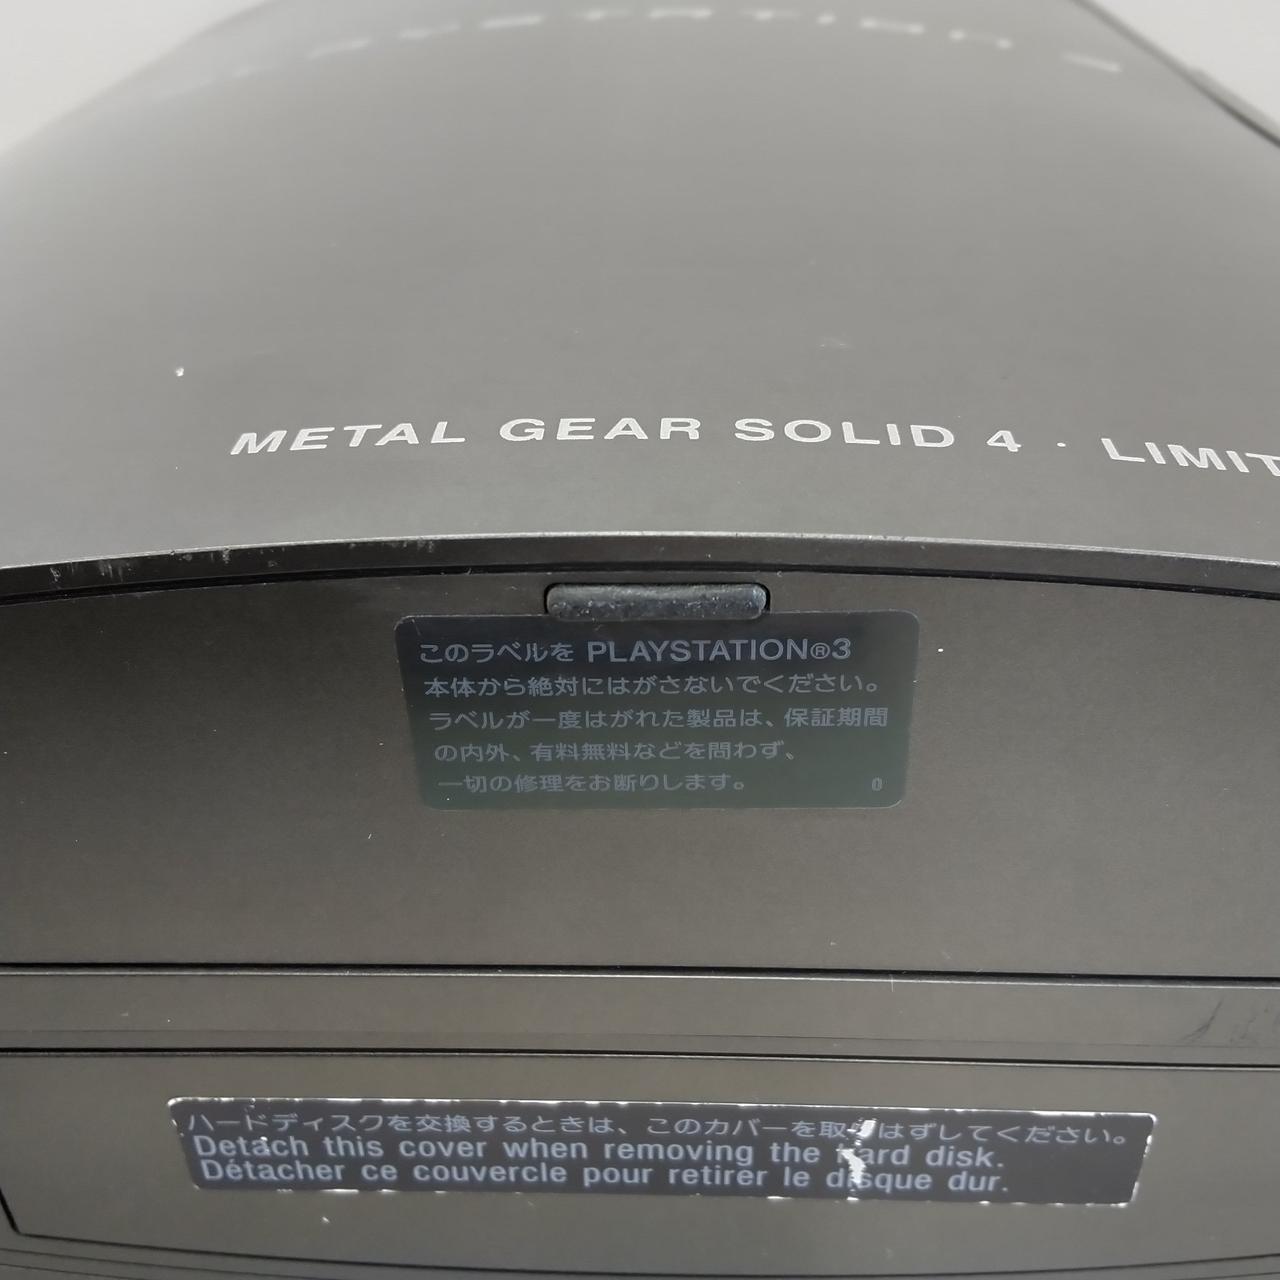 METAL GEAR SOLID 4 · LIMIT
このラベルを PLAYSTATION®3
本体から絶対にはがさないでください。
ラベルが一度はがれた製品は、保証期間
の内外、有料無料などを問わず、
一切の修理をお断りします。 0
ハードディスクを交換するときは、このカバーを取りはずしてください。
Detach this cover when removing the hard disk.
Détacher ce couvercle pour retirer le disque dur.